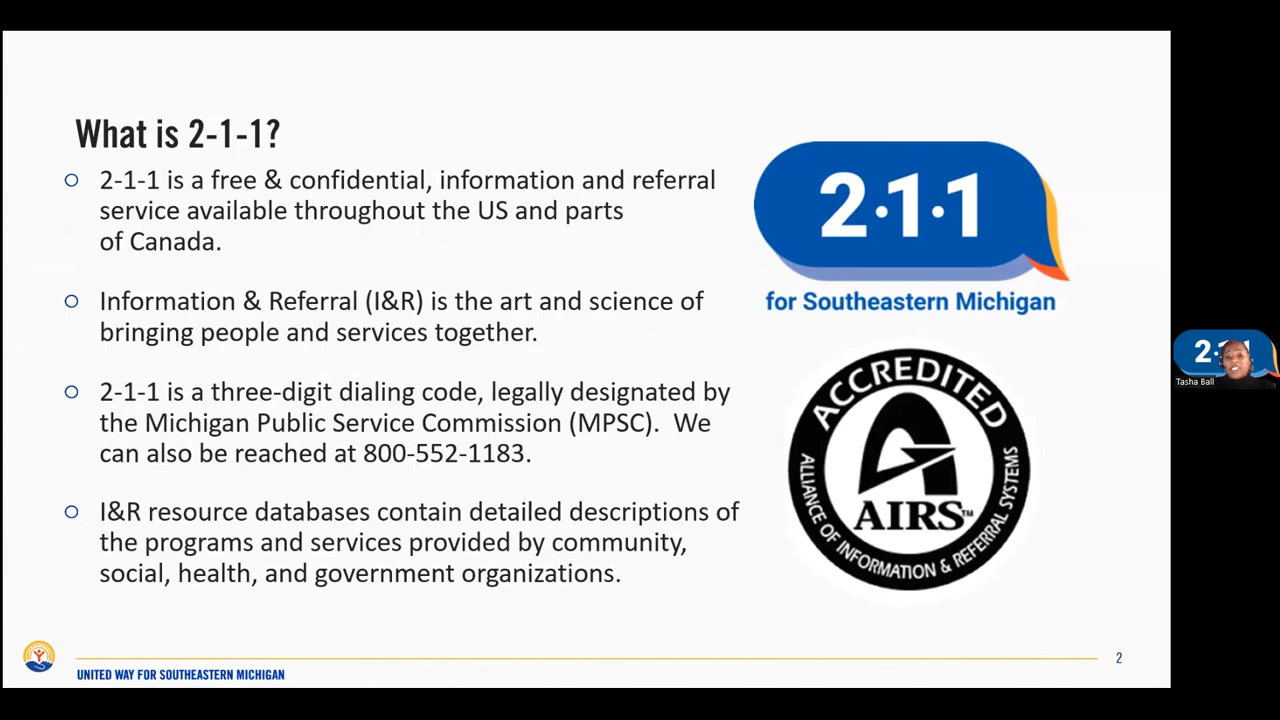 What is 2-1-1?
2-1-1 is a free & confidential, information and referral
service available throughout the US and parts
of Canada.
Information & Referral (I&R) is the art and science of
bringing people and services together.
2-1-1 is a three-digit dialing code, legally designated by
the Michigan Public Service Commission (MPSC).  We
can also be reached at 800-552-1183.
I&R resource databases contain detailed descriptions of
the programs and services provided by community,
social, health, and government organizations.
2·1·1
for Southeastern Michigan
ACCREDITED
AIRS™
ALLIANCE OF INFORMATION & REFERRAL SYSTEMS
UNITED WAY FOR SOUTHEASTERN MICHIGAN
2
Tasha Ball